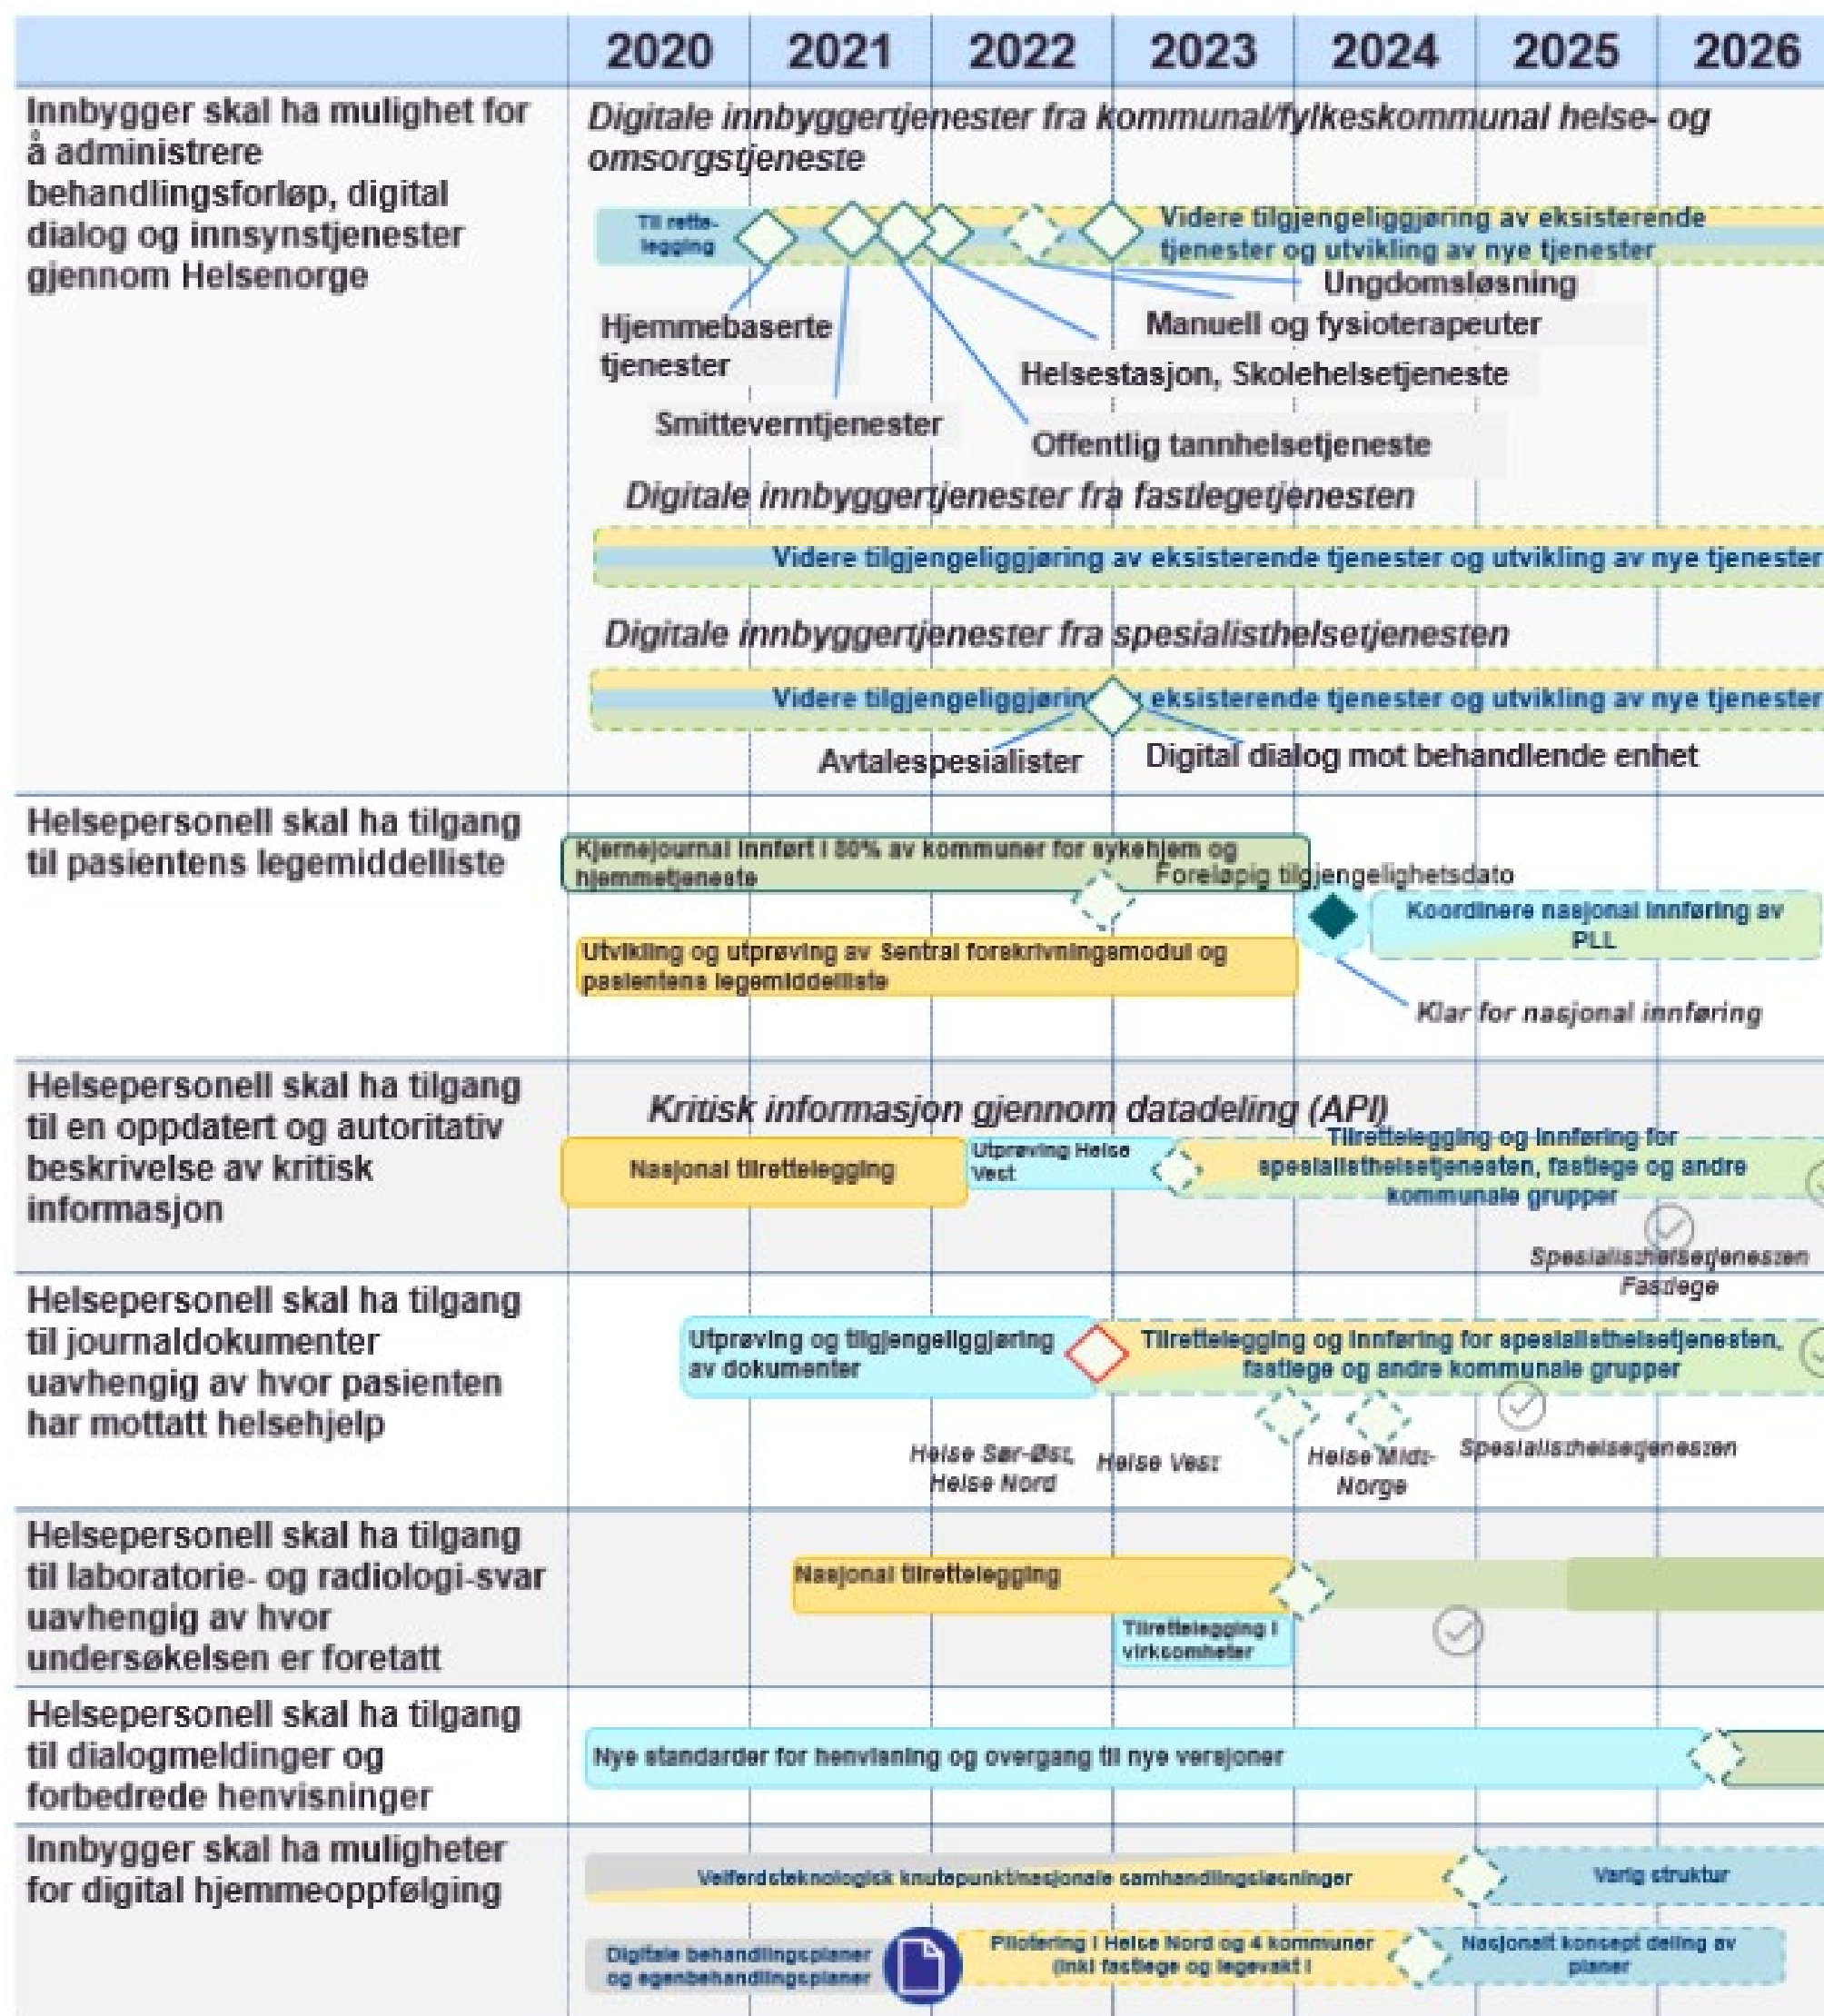 2020 2021 2022 2023 2024 2025 2026
Innbygger skal ha mulighet for
å administrere
behandlingsforløp, digital
dialog og innsynstjenester
gjennom Helsenorge
Digitale innbyggertjenester fra kommunal/fylkeskommunal helse- og
omsorgstjeneste
Til rette-
legging
Videre tilgjengeliggjøring av eksisterende
tjenester og utvikling av nye tjenester
Ungdomsløsning
Hjemmebaserte
tjenester
Manuell og fysioterapeuter
Helsestasjon, Skolehelsetjeneste
Smitteverntjenester
Offentlig tannhelsetjeneste
Digitale innbyggertjenester fra fastlegetjenesten
Videre tilgjengeliggjøring av eksisterende tjenester og utvikling av nye tjenester
Digitale innbyggertjenester fra spesialisthelsetjenesten
Videre tilgjengeliggjørin eksisterende tjenester og utvikling av nye tjenester
Avtalespesialister
Digital dialog mot behandlende enhet
Helsepersonell skal ha tilgang
til pasientens legemiddelliste
Kjernejournal innført i 80% av kommuner for sykehjem og
hjemmetjeneste
Foreløpig tilgjengelighetsdato
Koordinere nasjonal innføring av
PLL
Utvikling og utprøving av Sentral forskrivningsmodul og
pasientens legemiddelliste
Klar for nasjonal innføring
Helsepersonell skal ha tilgang
til en oppdatert og autoritativ
beskrivelse av kritisk
informasjon
Kritisk informasjon gjennom datadeling (API)
Nasjonal tilrettelegging
Utprøving Helse
Vest
Tilrettelegging og innføring for
spesialisthelsetjenesten, fastlege og andre
kommunale grupper
Spesialisthelsetjenesten
Fastlege
Helsepersonell skal ha tilgang
til journaldokumenter
uavhengig av hvor pasienten
har mottatt helsehjelp
Utprøving og tilgjengeliggjøring
av dokumenter
Tilrettelegging og innføring for spesialisthelsetjenesten,
fastlege og andre kommunale grupper
Helse Sør-Øst,
Helse Nord
Helse Vest
Helse Midt-
Norge
Spesialisthelsetjenesten
Helsepersonell skal ha tilgang
til laboratorie- og radiologi-svar
uavhengig av hvor
undersøkelsen er foretatt
Nasjonal tilrettelegging
Tilrettelegging i
virksomheter
Helsepersonell skal ha tilgang
til dialogmeldinger og
forbedrede henvisninger
Nye standarder for henvisning og overgang til nye versjoner
Innbygger skal ha muligheter
for digital hjemmeoppfølging
Velferdsteknologisk knutepunkt/nasjonale samhandlingsløsninger
Varig struktur
Digitale behandlingsplaner
og egenbehandlingsplaner
Pilotering i Helse Nord og 4 kommuner
(inkl fastlege og legevakt i
Nasjonalt konsept deling av
planer